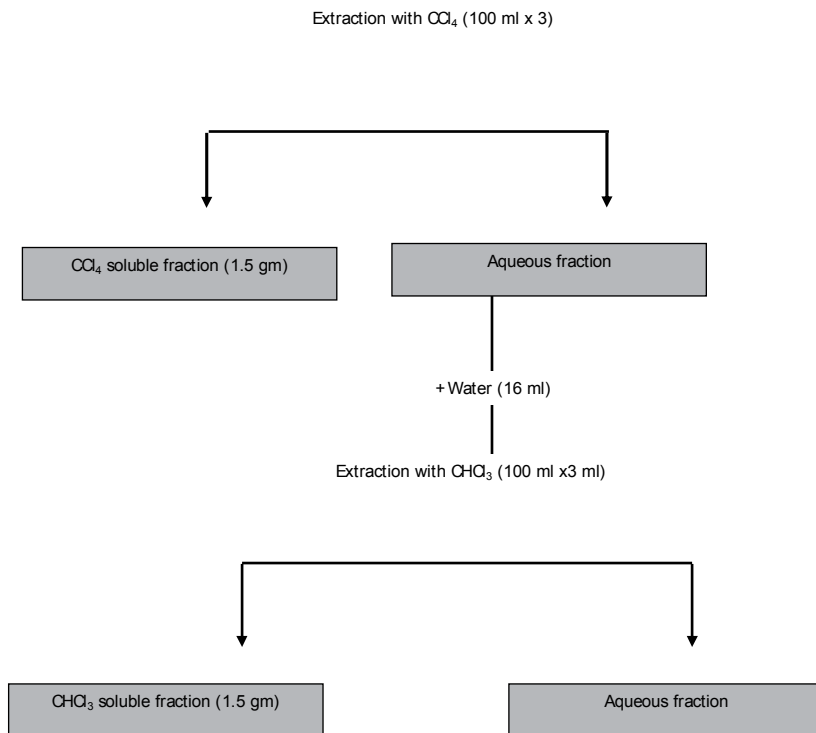 Extraction with CCl₄ (100 ml x 3)
CCl₄ soluble fraction (1.5 gm)
Aqueous fraction
+ Water (16 ml)
Extraction with CHCl₃ (100 ml x3 ml)
CHCl₃ soluble fraction (1.5 gm)
Aqueous fraction